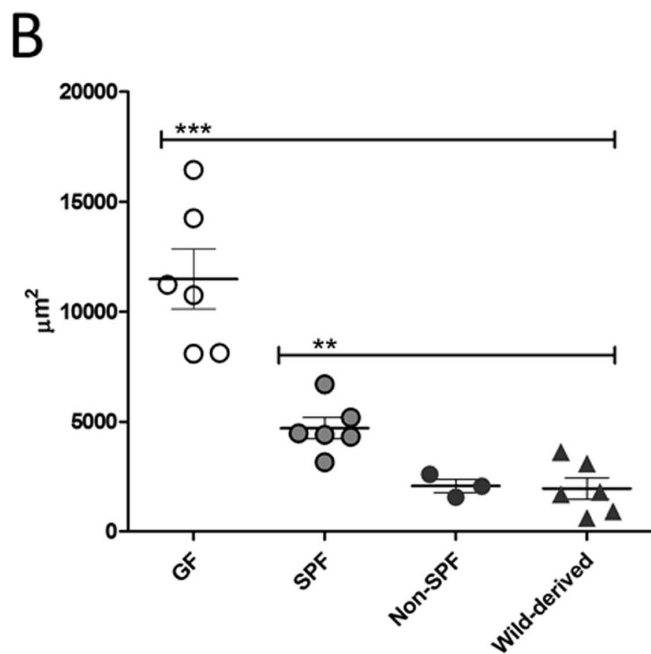 B
20000
***
15000
μm²
10000
**
5000
0
GF
SPF
Non-SPF
Wild-derived